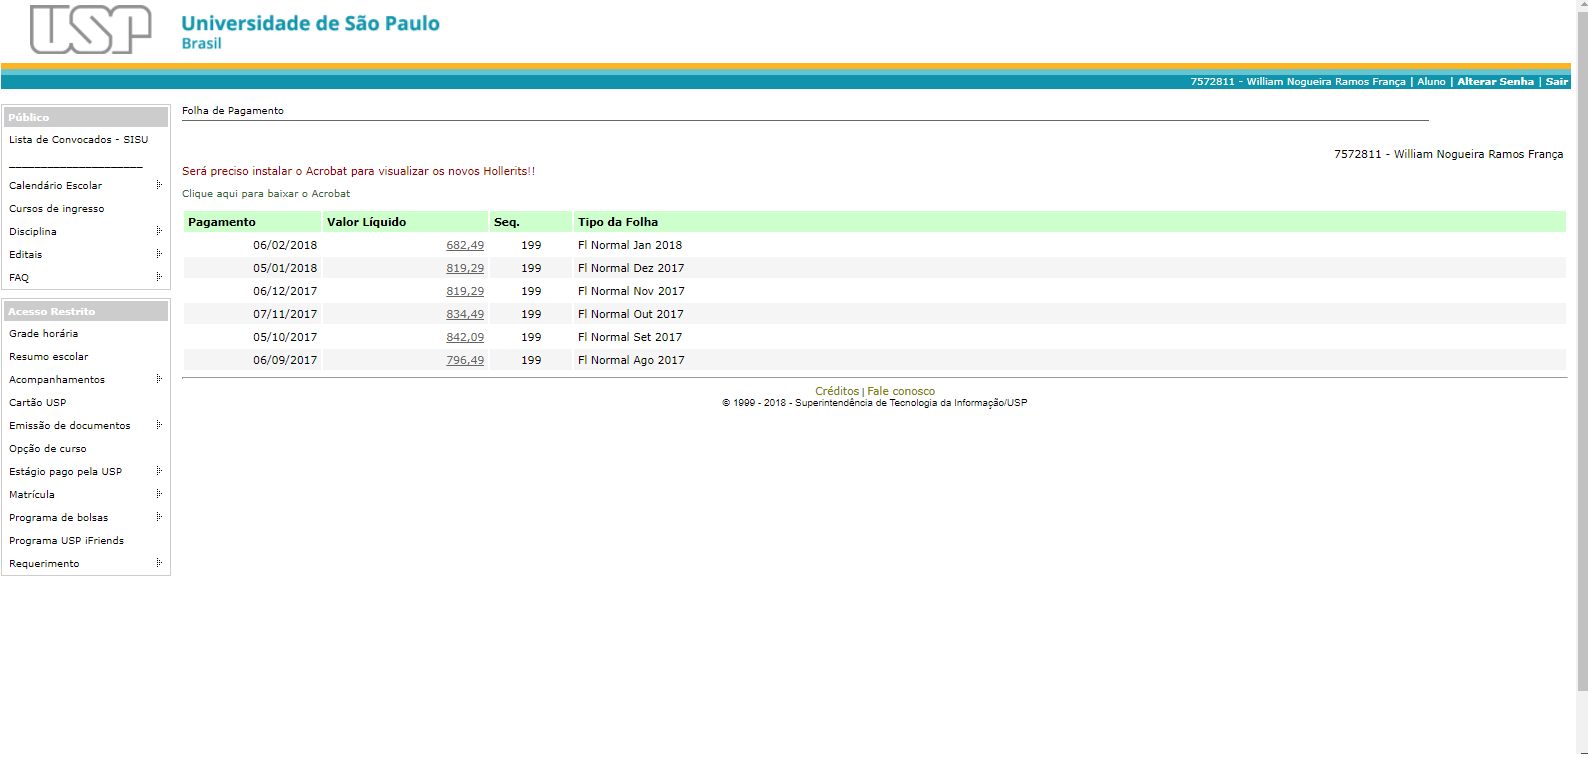 USP
Universidade de São Paulo
Brasil
7572811 - William Nogueira Ramos França | Aluno | Alterar Senha | Sair
Público
Lista de Convocados - SISU
_____________________
Calendário Escolar
Cursos de ingresso
Disciplina
Editais
FAQ
Acesso Restrito
Grade horária
Resumo escolar
Acompanhamentos
Cartão USP
Emissão de documentos
Opção de curso
Estágio pago pela USP
Matrícula
Programa de bolsas
Programa USP iFriends
Requerimento
Folha de Pagamento
7572811 - William Nogueira Ramos França
Será preciso instalar o Acrobat para visualizar os novos Hollerits!!
Clique aqui para baixar o Acrobat
Pagamento Valor Líquido Seq. Tipo da Folha
06/02/2018 682,49 199 Fl Normal Jan 2018
05/01/2018 819,29 199 Fl Normal Dez 2017
06/12/2017 819,29 199 Fl Normal Nov 2017
07/11/2017 834,49 199 Fl Normal Out 2017
05/10/2017 842,09 199 Fl Normal Set 2017
06/09/2017 796,49 199 Fl Normal Ago 2017
Créditos | Fale conosco
© 1999 - 2018 - Superintendência de Tecnologia da Informação/USP